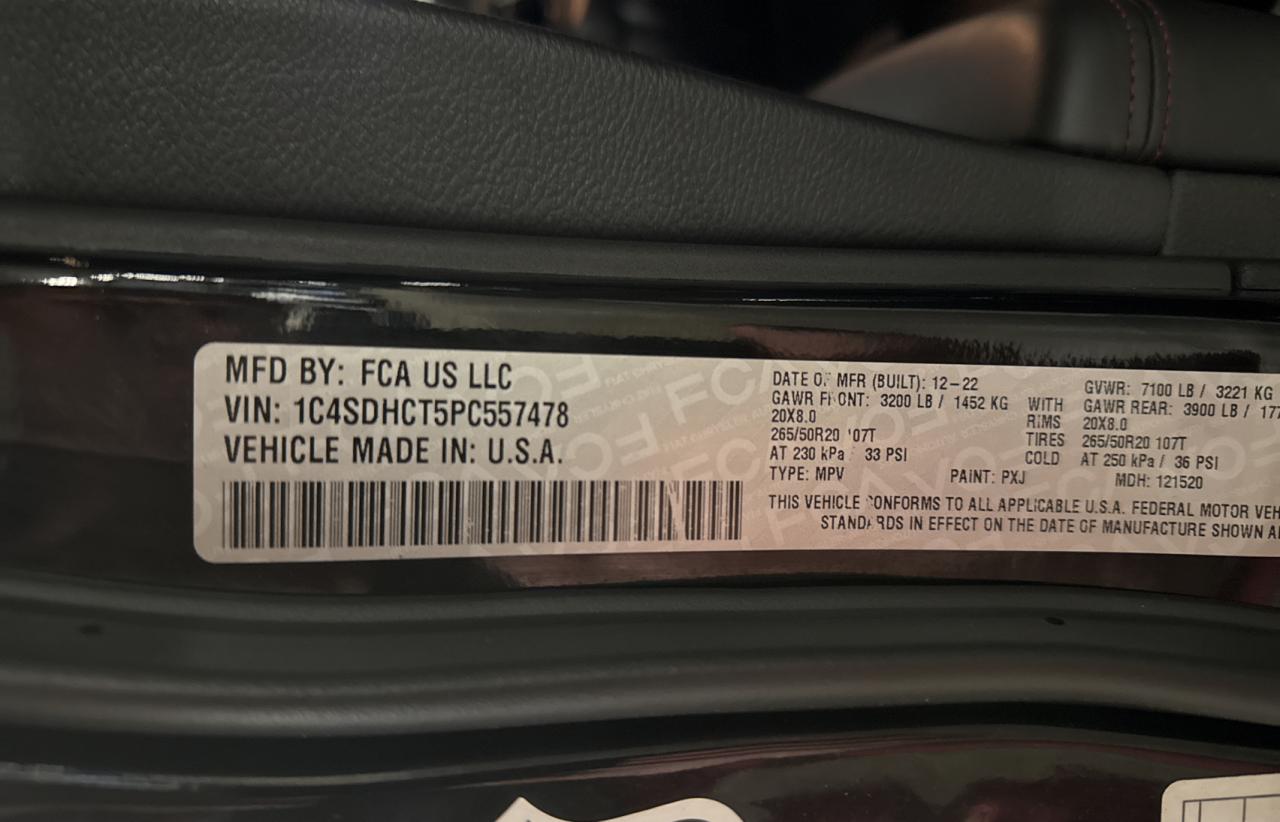 MFD BY: FCA US LLC
VIN: 1C4SDHCT5PC557478
VEHICLE MADE IN: U.S.A.
DATE OF MFR (BUILT): 12-22
GAWR FRONT: 3200 LB / 1452 KG
20X8.0
265/50R20 107T
AT 230 kPa / 33 PSI
TYPE: MPV
WITH
RIMS
TIRES
COLD
GVWR: 7100 LB / 3221 KG
GAWR REAR: 3900 LB / 177
20X8.0
265/50R20 107T
AT 250 kPa / 36 PSI
PAINT: PXJ
MDH: 121520
THIS VEHICLE CONFORMS TO ALL APPLICABLE U.S.A. FEDERAL MOTOR VEH
STANDARDS IN EFFECT ON THE DATE OF MANUFACTURE SHOWN A